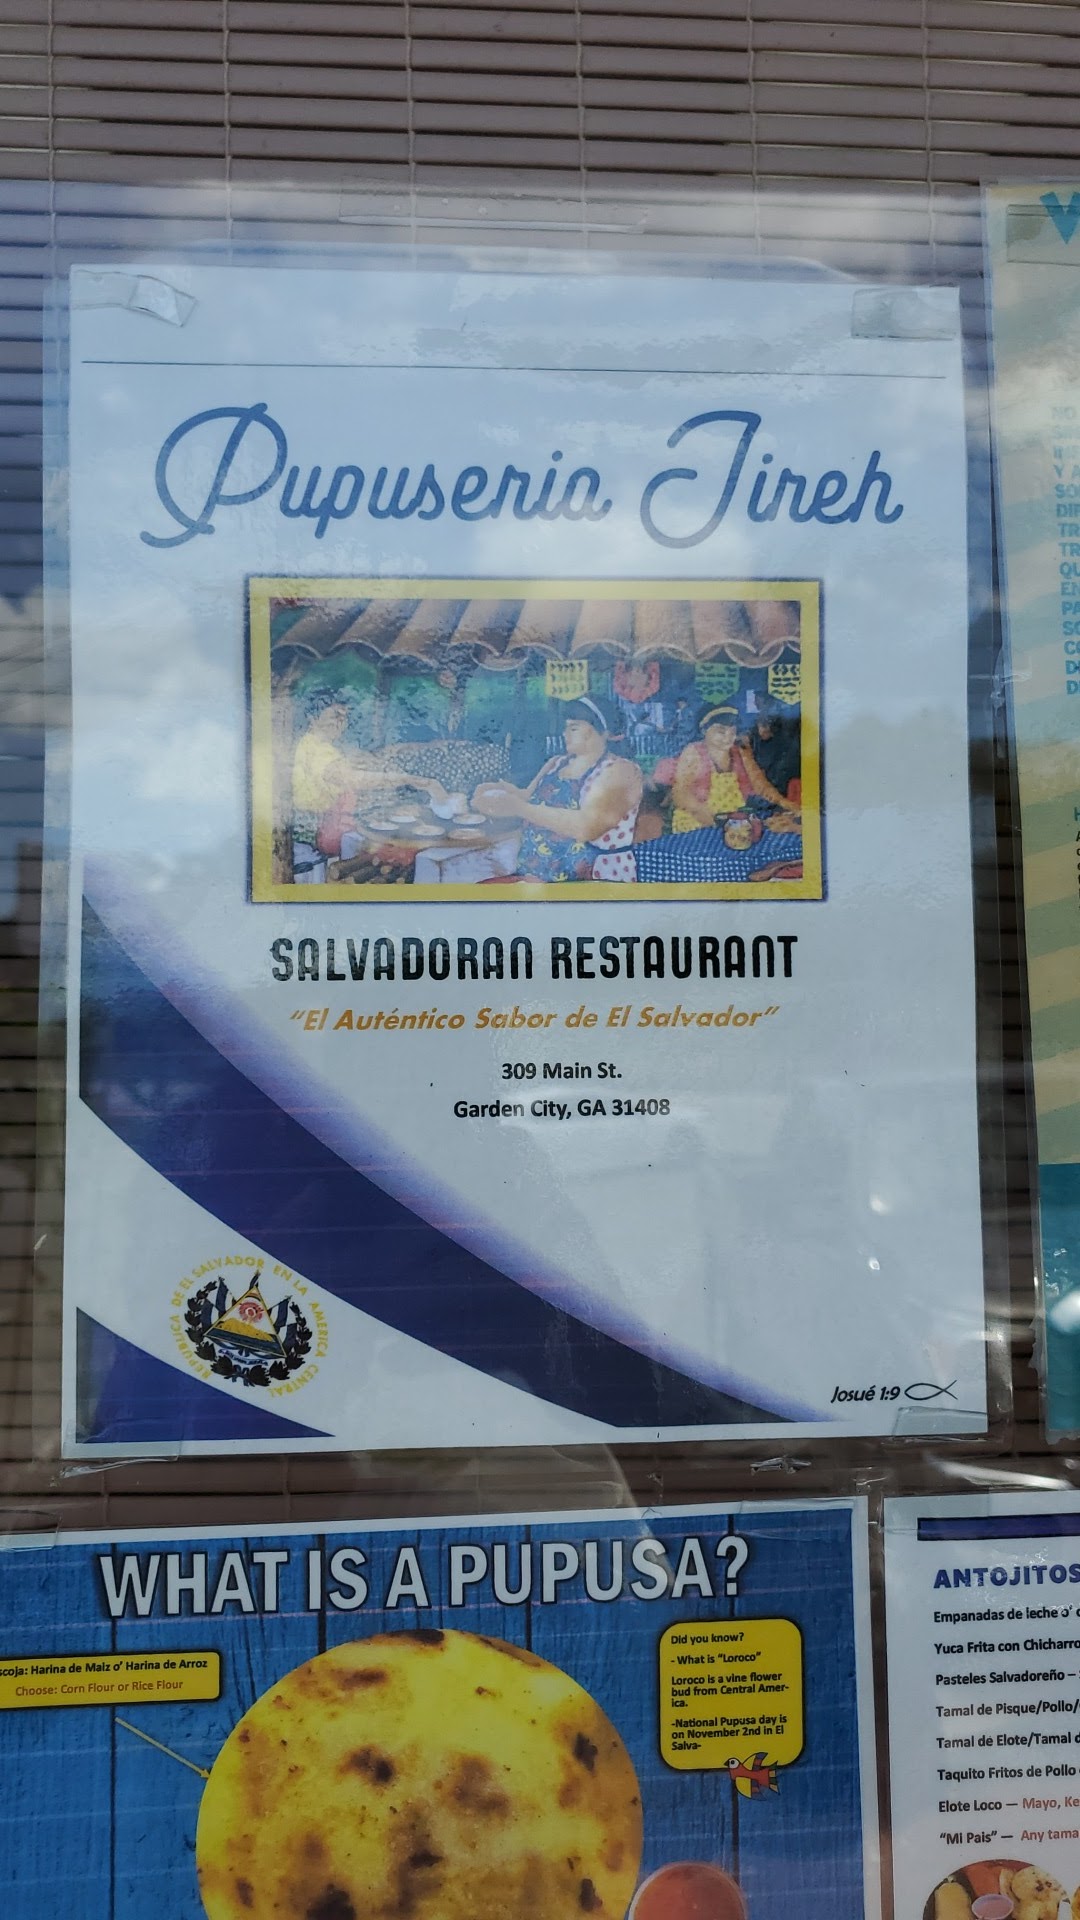 Pupuseria Jireh
SALVADORAN RESTAURANT
"El Auténtico Sabor de El Salvador"
309 Main St.
Garden City, GA 31408
REPUBLICA DE EL SALVADOR EN LA AMERICA CENTRAL
Josué 1:9
WHAT IS A PUPUSA?
Harina de Maiz o' Harina de Arroz
Choose: Corn Flour or Rice Flour
Did you know?
- What is "Loroco"
Loroco is a vine flower
bud from Central Amer-
ica.
-National Pupusa day is
on November 2nd in El
Salva-
ANTOJITOS
Empanadas de leche o'
Yuca Frita con
Pasteles Salvadoreño –
Tamal de Pisque/Pollo/
Tamal de Elote/Tamal
Taquito Fritos de Pollo
Elote Loco — Mayo,
"Mi Pais" — Any